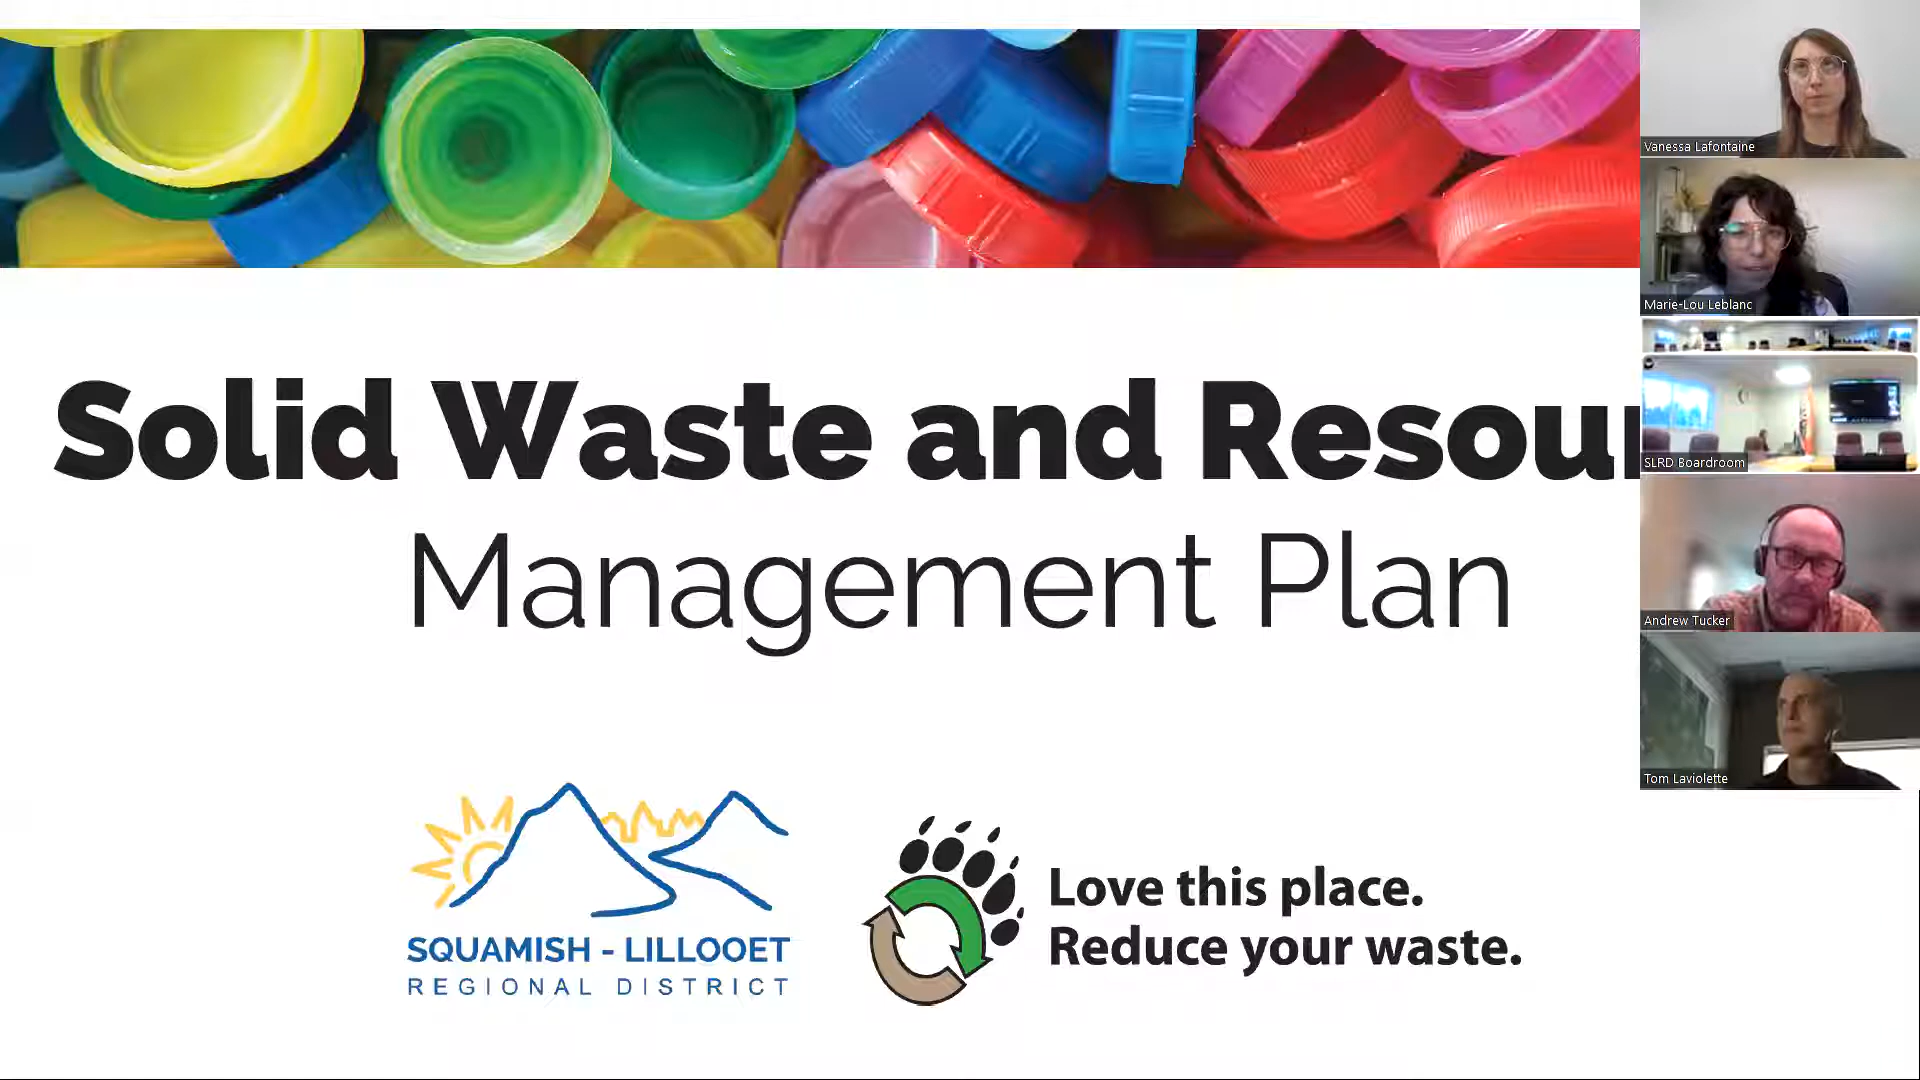 Solid Waste and Resour
Management Plan
SQUAMISH - LILLOOET
REGIONAL DISTRICT
Love this place.
Reduce your waste.
Vanessa Lafontaine
Marie-Lou Leblanc
SLRD Boardroom
Andrew Tucker
Tom Laviolette